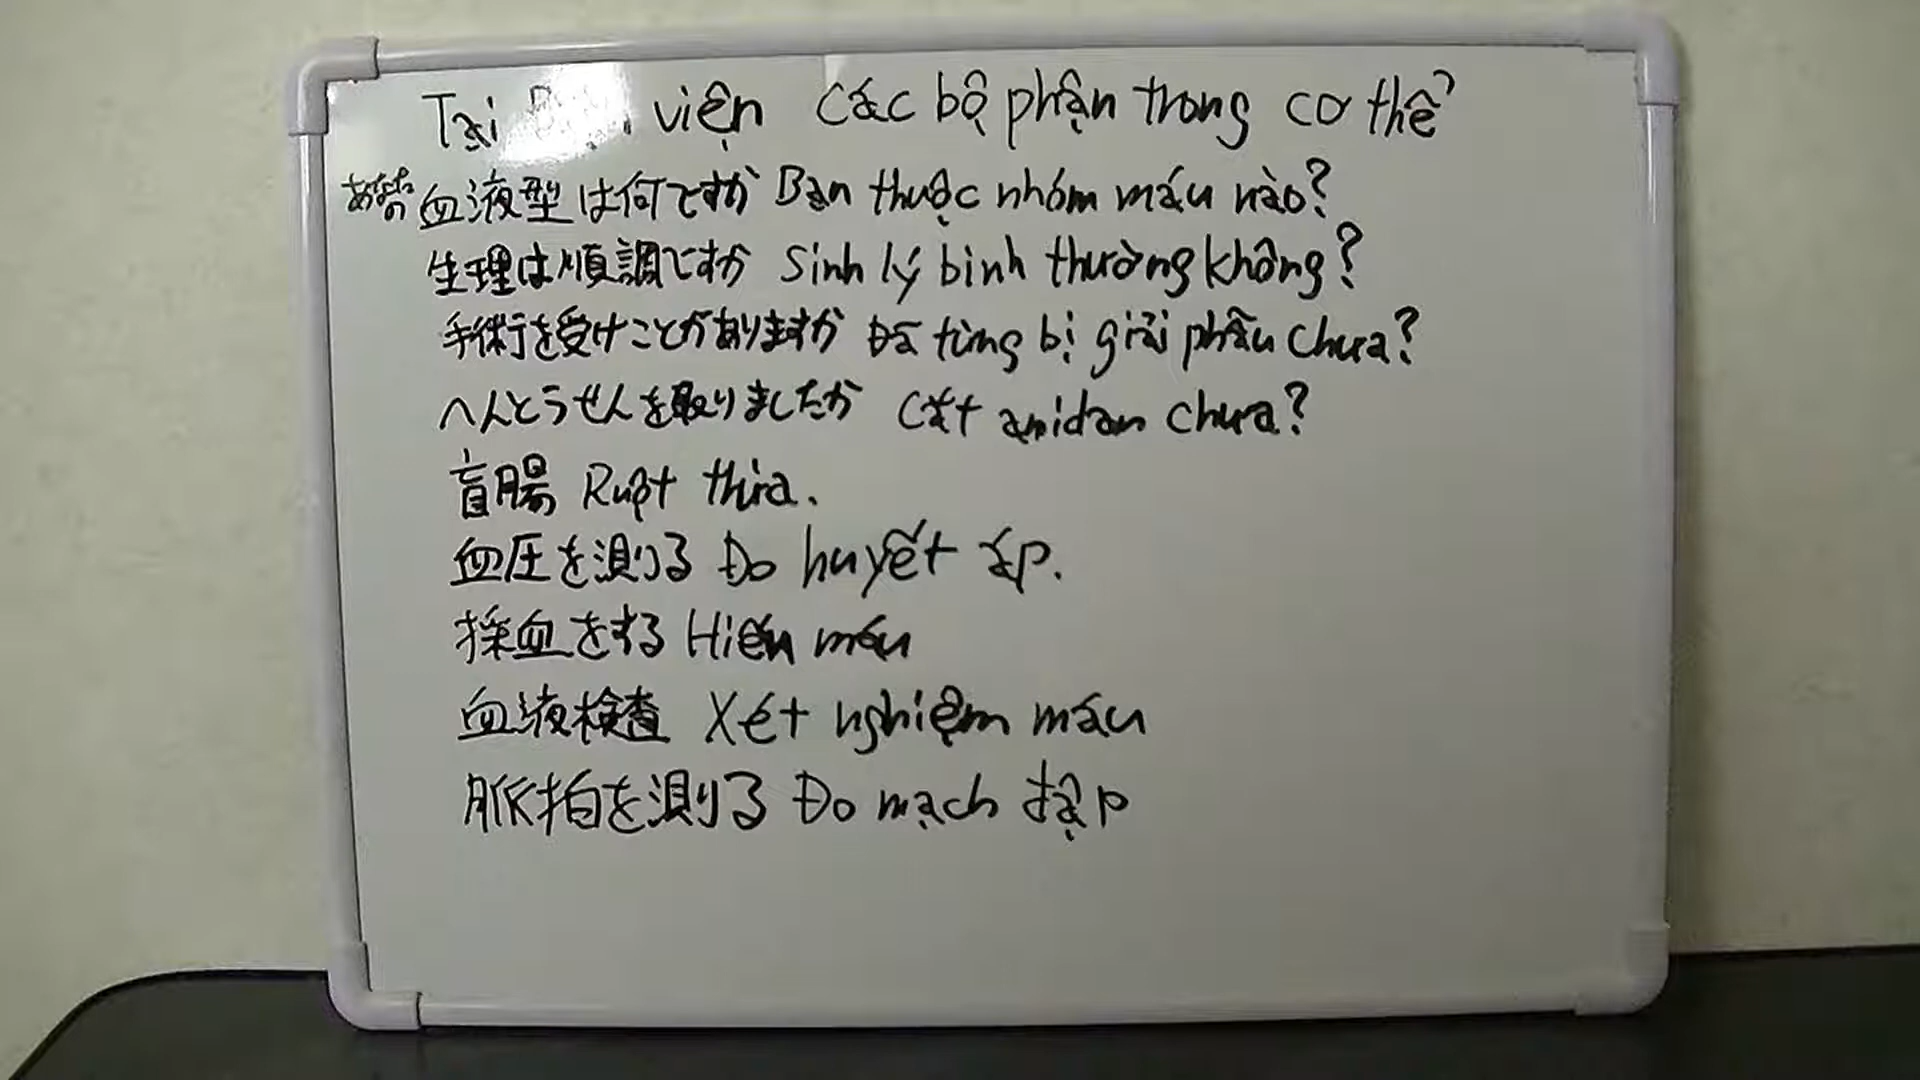 Tại viện Các bộ phận trong cơ thể
あなたの血液型は何ですか Bạn thuộc nhóm máu nào?
生理は順調ですか Sinh lý bình thường không?
手術を受けことがありますか Đã từng bị giải phẫu chưa?
へんとうせんを取りましたか Cắt amidan chưa?
盲腸 Ruột thừa.
血圧を測りる Đo huyết áp.
採血をする Hiến máu
血液検査 Xét nghiệm máu
脈拍を測りる Đo mạch đập